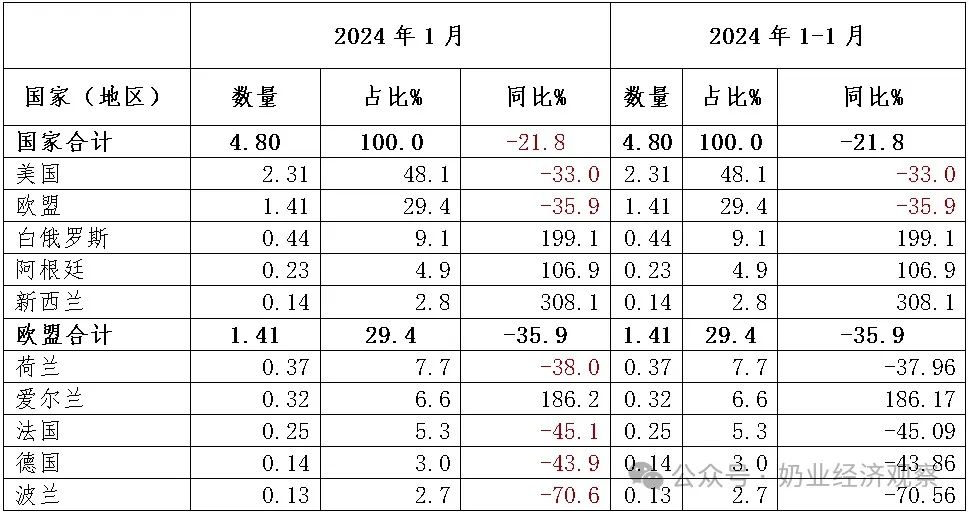 2024 年 1 月 2024 年 1-1 月
国家（地区） 数量 占比% 同比% 数量 占比% 同比%
国家合计 4.80 100.0 -21.8 4.80 100.0 -21.8
美国 2.31 48.1 -33.0 2.31 48.1 -33.0
欧盟 1.41 29.4 -35.9 1.41 29.4 -35.9
白俄罗斯 0.44 9.1 199.1 0.44 9.1 199.1
阿根廷 0.23 4.9 106.9 0.23 4.9 106.9
新西兰 0.14 2.8 308.1 0.14 2.8 308.1
欧盟合计 1.41 29.4 -35.9 1.41 29.4 -35.9
荷兰 0.37 7.7 -38.0 0.37 7.7 -37.96
爱尔兰 0.32 6.6 186.2 0.32 6.6 186.17
法国 0.25 5.3 -45.1 0.25 5.3 -45.09
德国 0.14 3.0 -43.9 0.14 3.0 -43.86
公众号·奶业经济观察
波兰 0.13 2.7 -70.6 0.13 2.7 -70.56